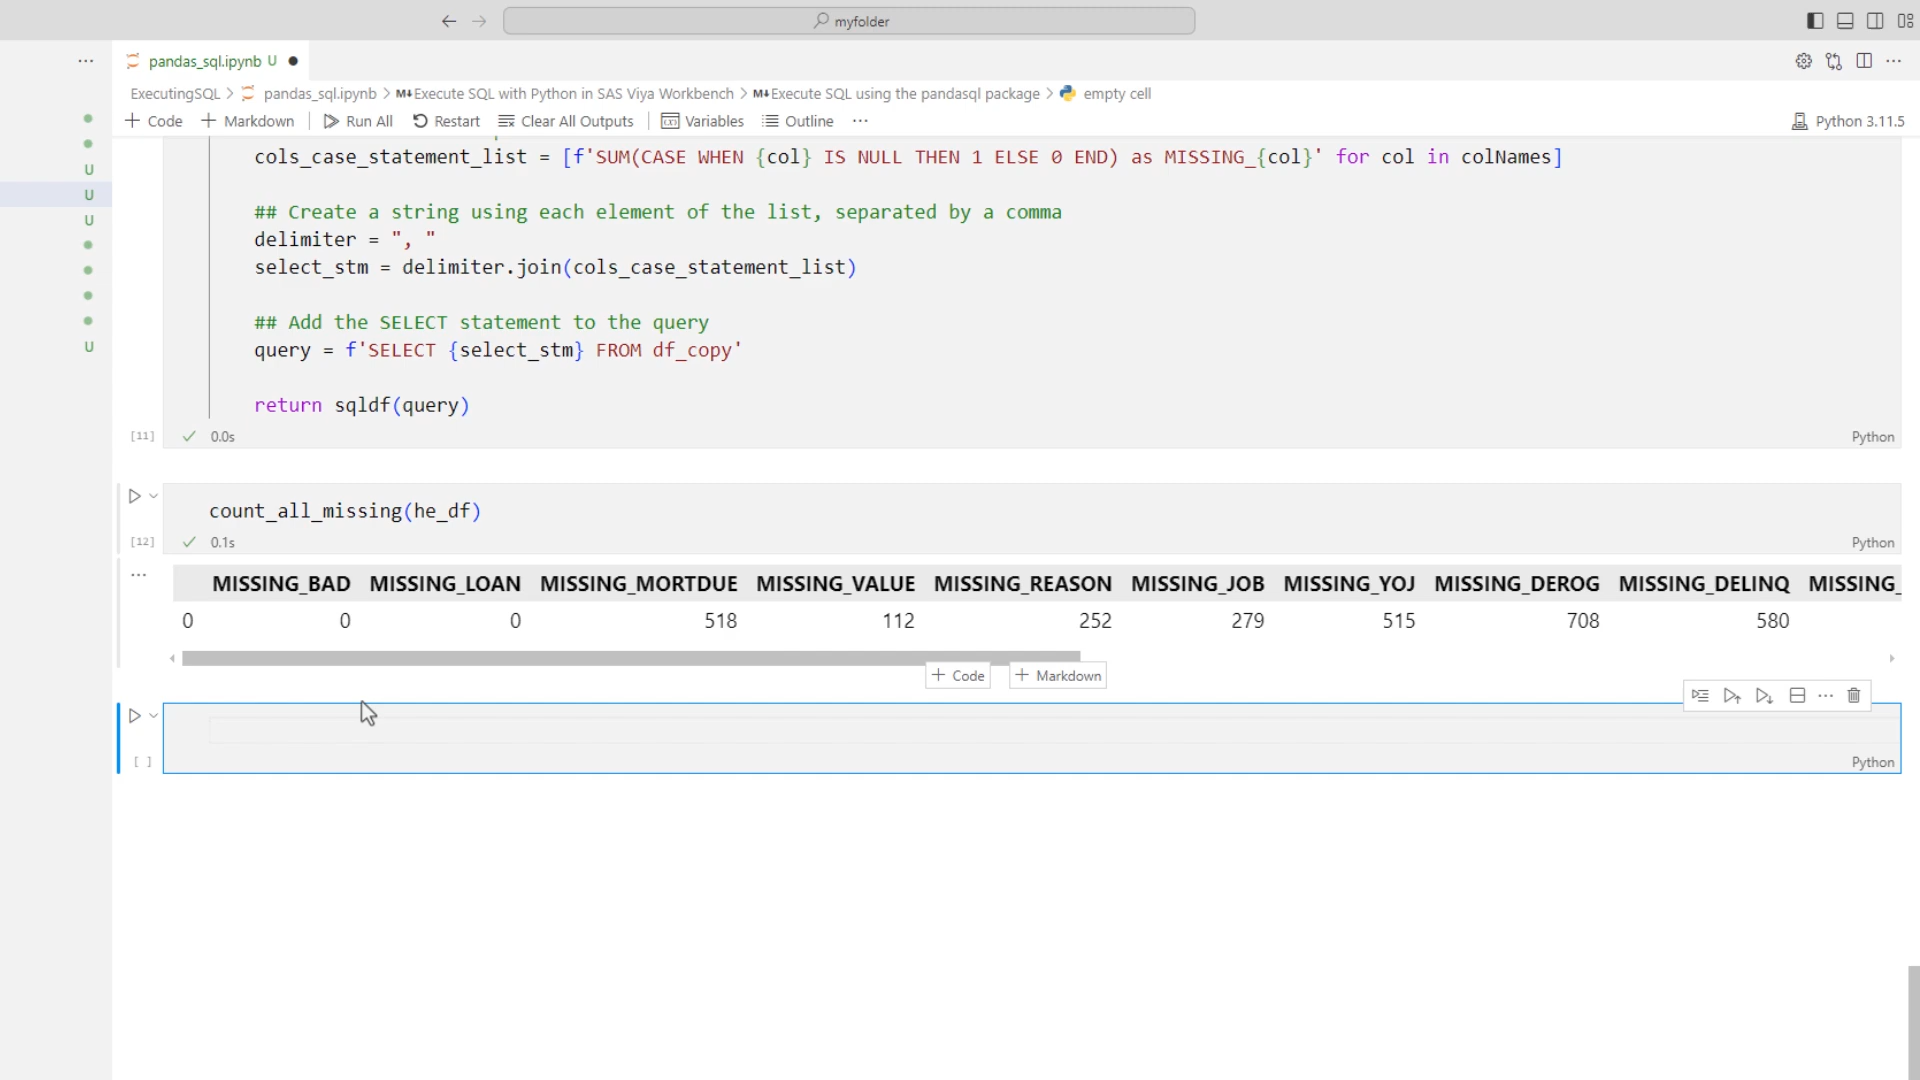 myfolder
pandas_sql.ipynb U
ExecutingSQL > pandas_sql.ipynb > M↓Execute SQL with Python in SAS Viya Workbench > M↓Execute SQL using the pandasql package > empty cell
+ Code + Markdown Run All Restart Clear All Outputs Variables Outline ... Python 3.11.5
cols_case_statement_list = [f'SUM(CASE WHEN {col} IS NULL THEN 1 ELSE 0 END) as MISSING_{col}' for col in colNames]
U
U
## Create a string using each element of the list, separated by a comma
U
delimiter = ", "
select_stm = delimiter.join(cols_case_statement_list)
## Add the SELECT statement to the query
U
query = f'SELECT {select_stm} FROM df_copy'
return sqldf(query)
[11] 0.0s Python
count_all_missing(he_df)
[12] 0.1s Python
MISSING_BAD MISSING_LOAN MISSING_MORTDUE MISSING_VALUE MISSING_REASON MISSING_JOB MISSING_YOJ MISSING_DEROG MISSING_DELINQ MISSING_
0 0 0 518 112 252 279 515 708 580
+ Code + Markdown
[ ] Python